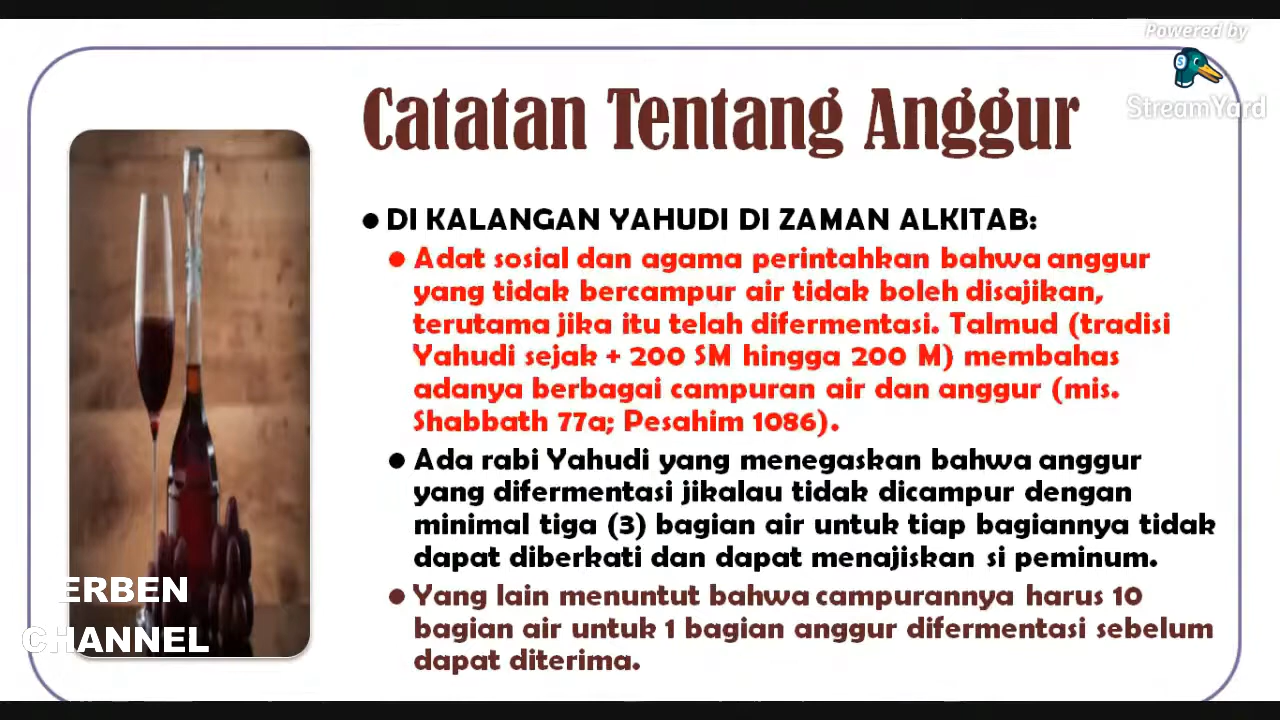 Powered by
StreamYard
Catatan Tentang Anggur
• DI KALANGAN YAHUDI DI ZAMAN ALKITAB:
• Adat sosial dan agama perintahkan bahwa anggur
yang tidak bercampur air tidak boleh disajikan,
terutama jika itu telah difermentasi. Talmud (tradisi
Yahudi sejak + 200 SM hingga 200 M) membahas
adanya berbagai campuran air dan anggur (mis.
Shabbath 77a; Pesahim 1086).
• Ada rabi Yahudi yang menegaskan bahwa anggur
yang difermentasi jikalau tidak dicampur dengan
minimal tiga (3) bagian air untuk tiap bagiannya tidak
dapat diberkati dan dapat menajiskan si peminum.
• Yang lain menuntut bahwa campurannya harus 10
bagian air untuk 1 bagian anggur difermentasi sebelum
dapat diterima.
ERBEN
CHANNEL